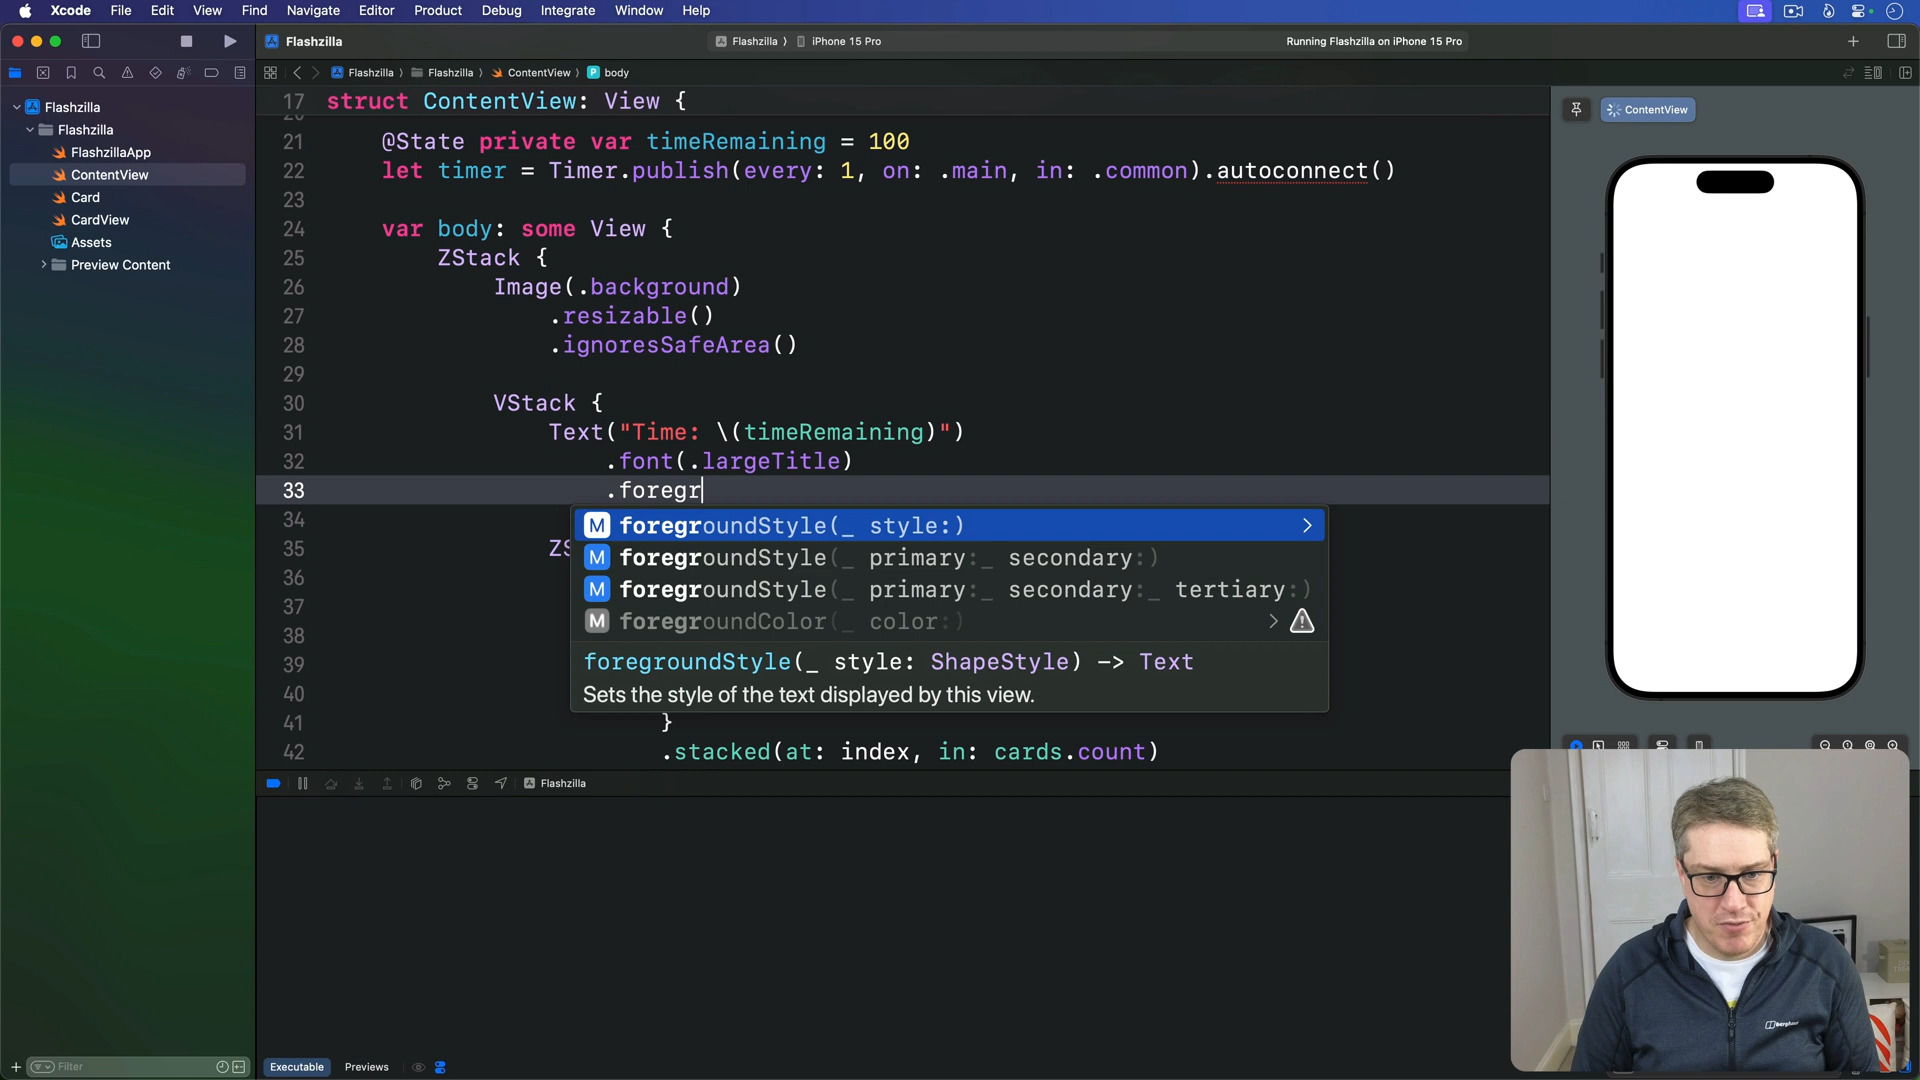 Xcode File Edit View Find Navigate Editor Product Debug Integrate Window Help
Flashzilla
Flashzilla 〉 iPhone 15 Pro
Running Flashzilla on iPhone 15 Pro
Flashzilla 〉 Flashzilla 〉 ContentView 〉 P body
Flashzilla
Flashzilla
FlashzillaApp
ContentView
Card
CardView
Assets
Preview Content
17 struct ContentView: View {
21 @State private var timeRemaining = 100
22 let timer = Timer.publish(every: 1, on: .main, in: .common).autoconnect()
23
24 var body: some View {
25 ZStack {
26 Image(.background)
27 .resizable()
28 .ignoresSafeArea()
29
30 VStack {
31 Text("Time: \(timeRemaining)")
32 .font(.largeTitle)
33 .foregr
34
35 ZS
36
37
38
39
40
41 }
42 .stacked(at: index, in: cards.count)
M foregroundStyle(_ style:)
M foregroundStyle(_ primary:_ secondary:)
M foregroundStyle(_ primary:_ secondary:_ tertiary:)
M foregroundColor(_ color:)
foregroundStyle(_ style: ShapeStyle) -> Text
Sets the style of the text displayed by this view.
ContentView
Flashzilla
Filter
Executable Previews
berghaus